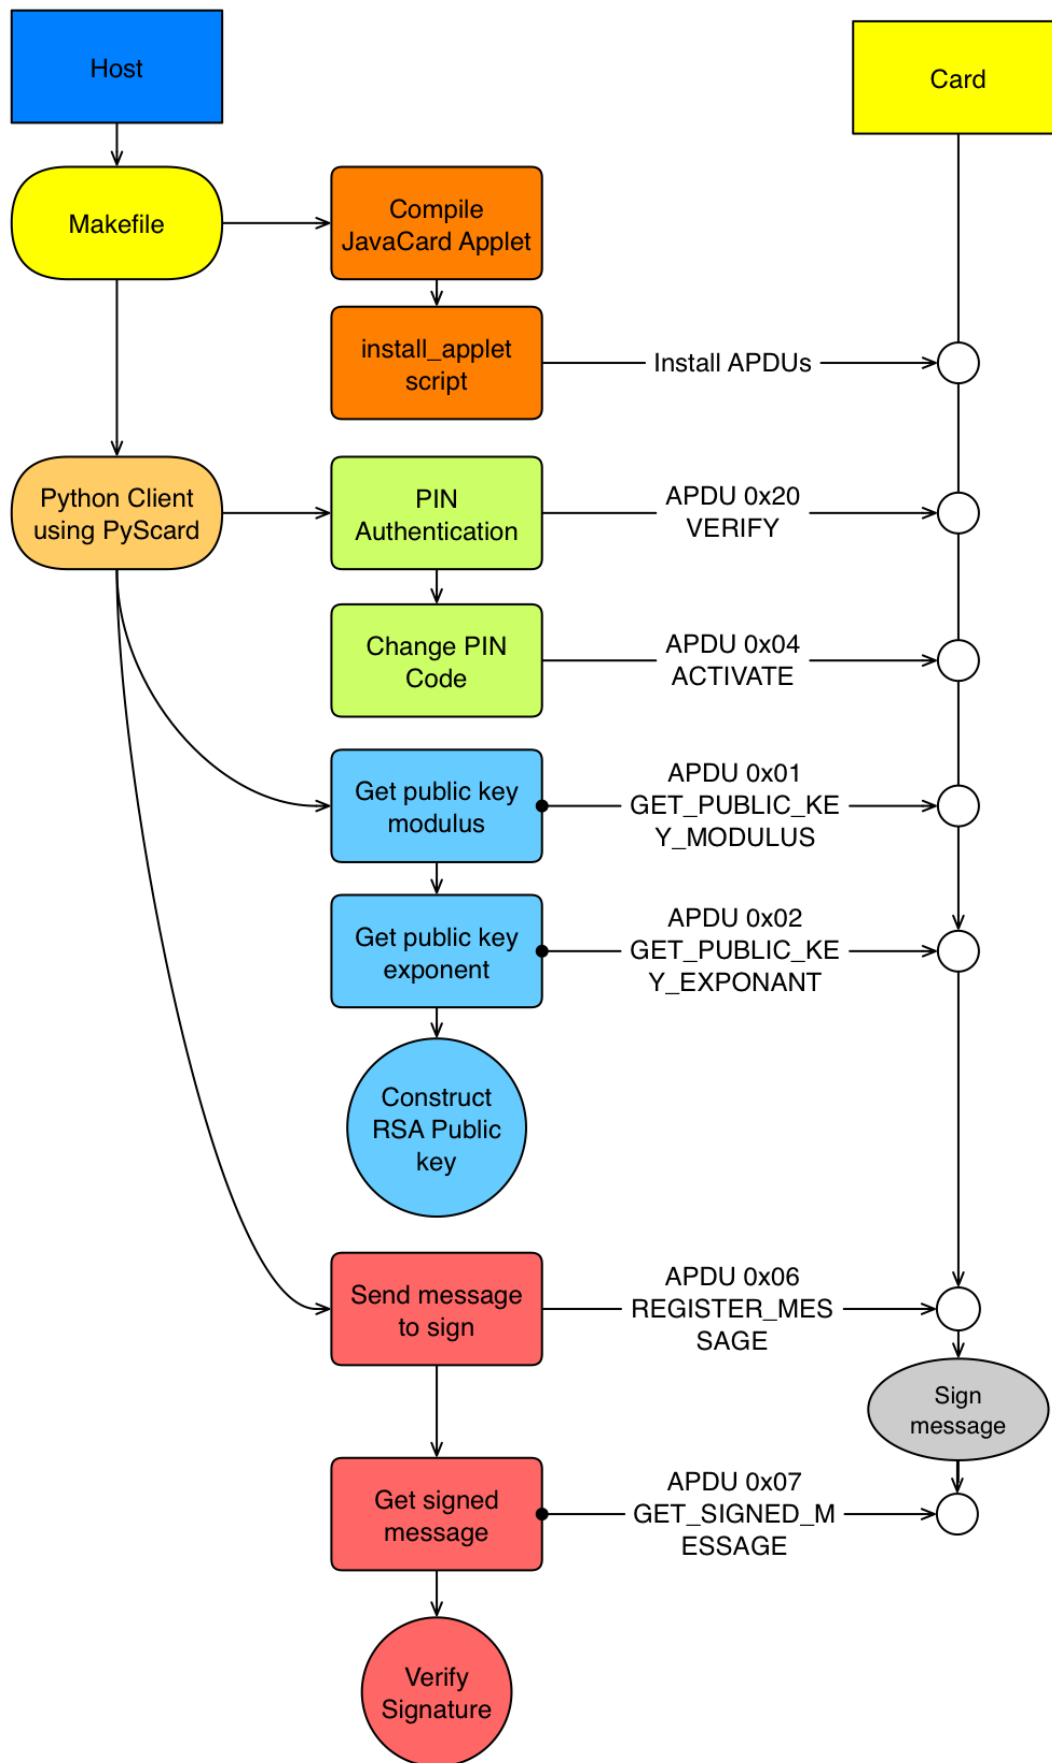 Host
Card
Makefile
Compile
JavaCard Applet
install_applet
script
Install APDUs
Python Client
using PyScard
PIN
Authentication
APDU 0x20
VERIFY
Change PIN
Code
APDU 0x04
ACTIVATE
Get public key
modulus
APDU 0x01
GET_PUBLIC_KE
Y_MODULUS
Get public key
exponent
APDU 0x02
GET_PUBLIC_KE
Y_EXPONANT
Construct
RSA Public
key
Send message
to sign
APDU 0x06
REGISTER_MES
SAGE
Sign
message
Get signed
message
APDU 0x07
GET_SIGNED_M
ESSAGE
Verify
Signature